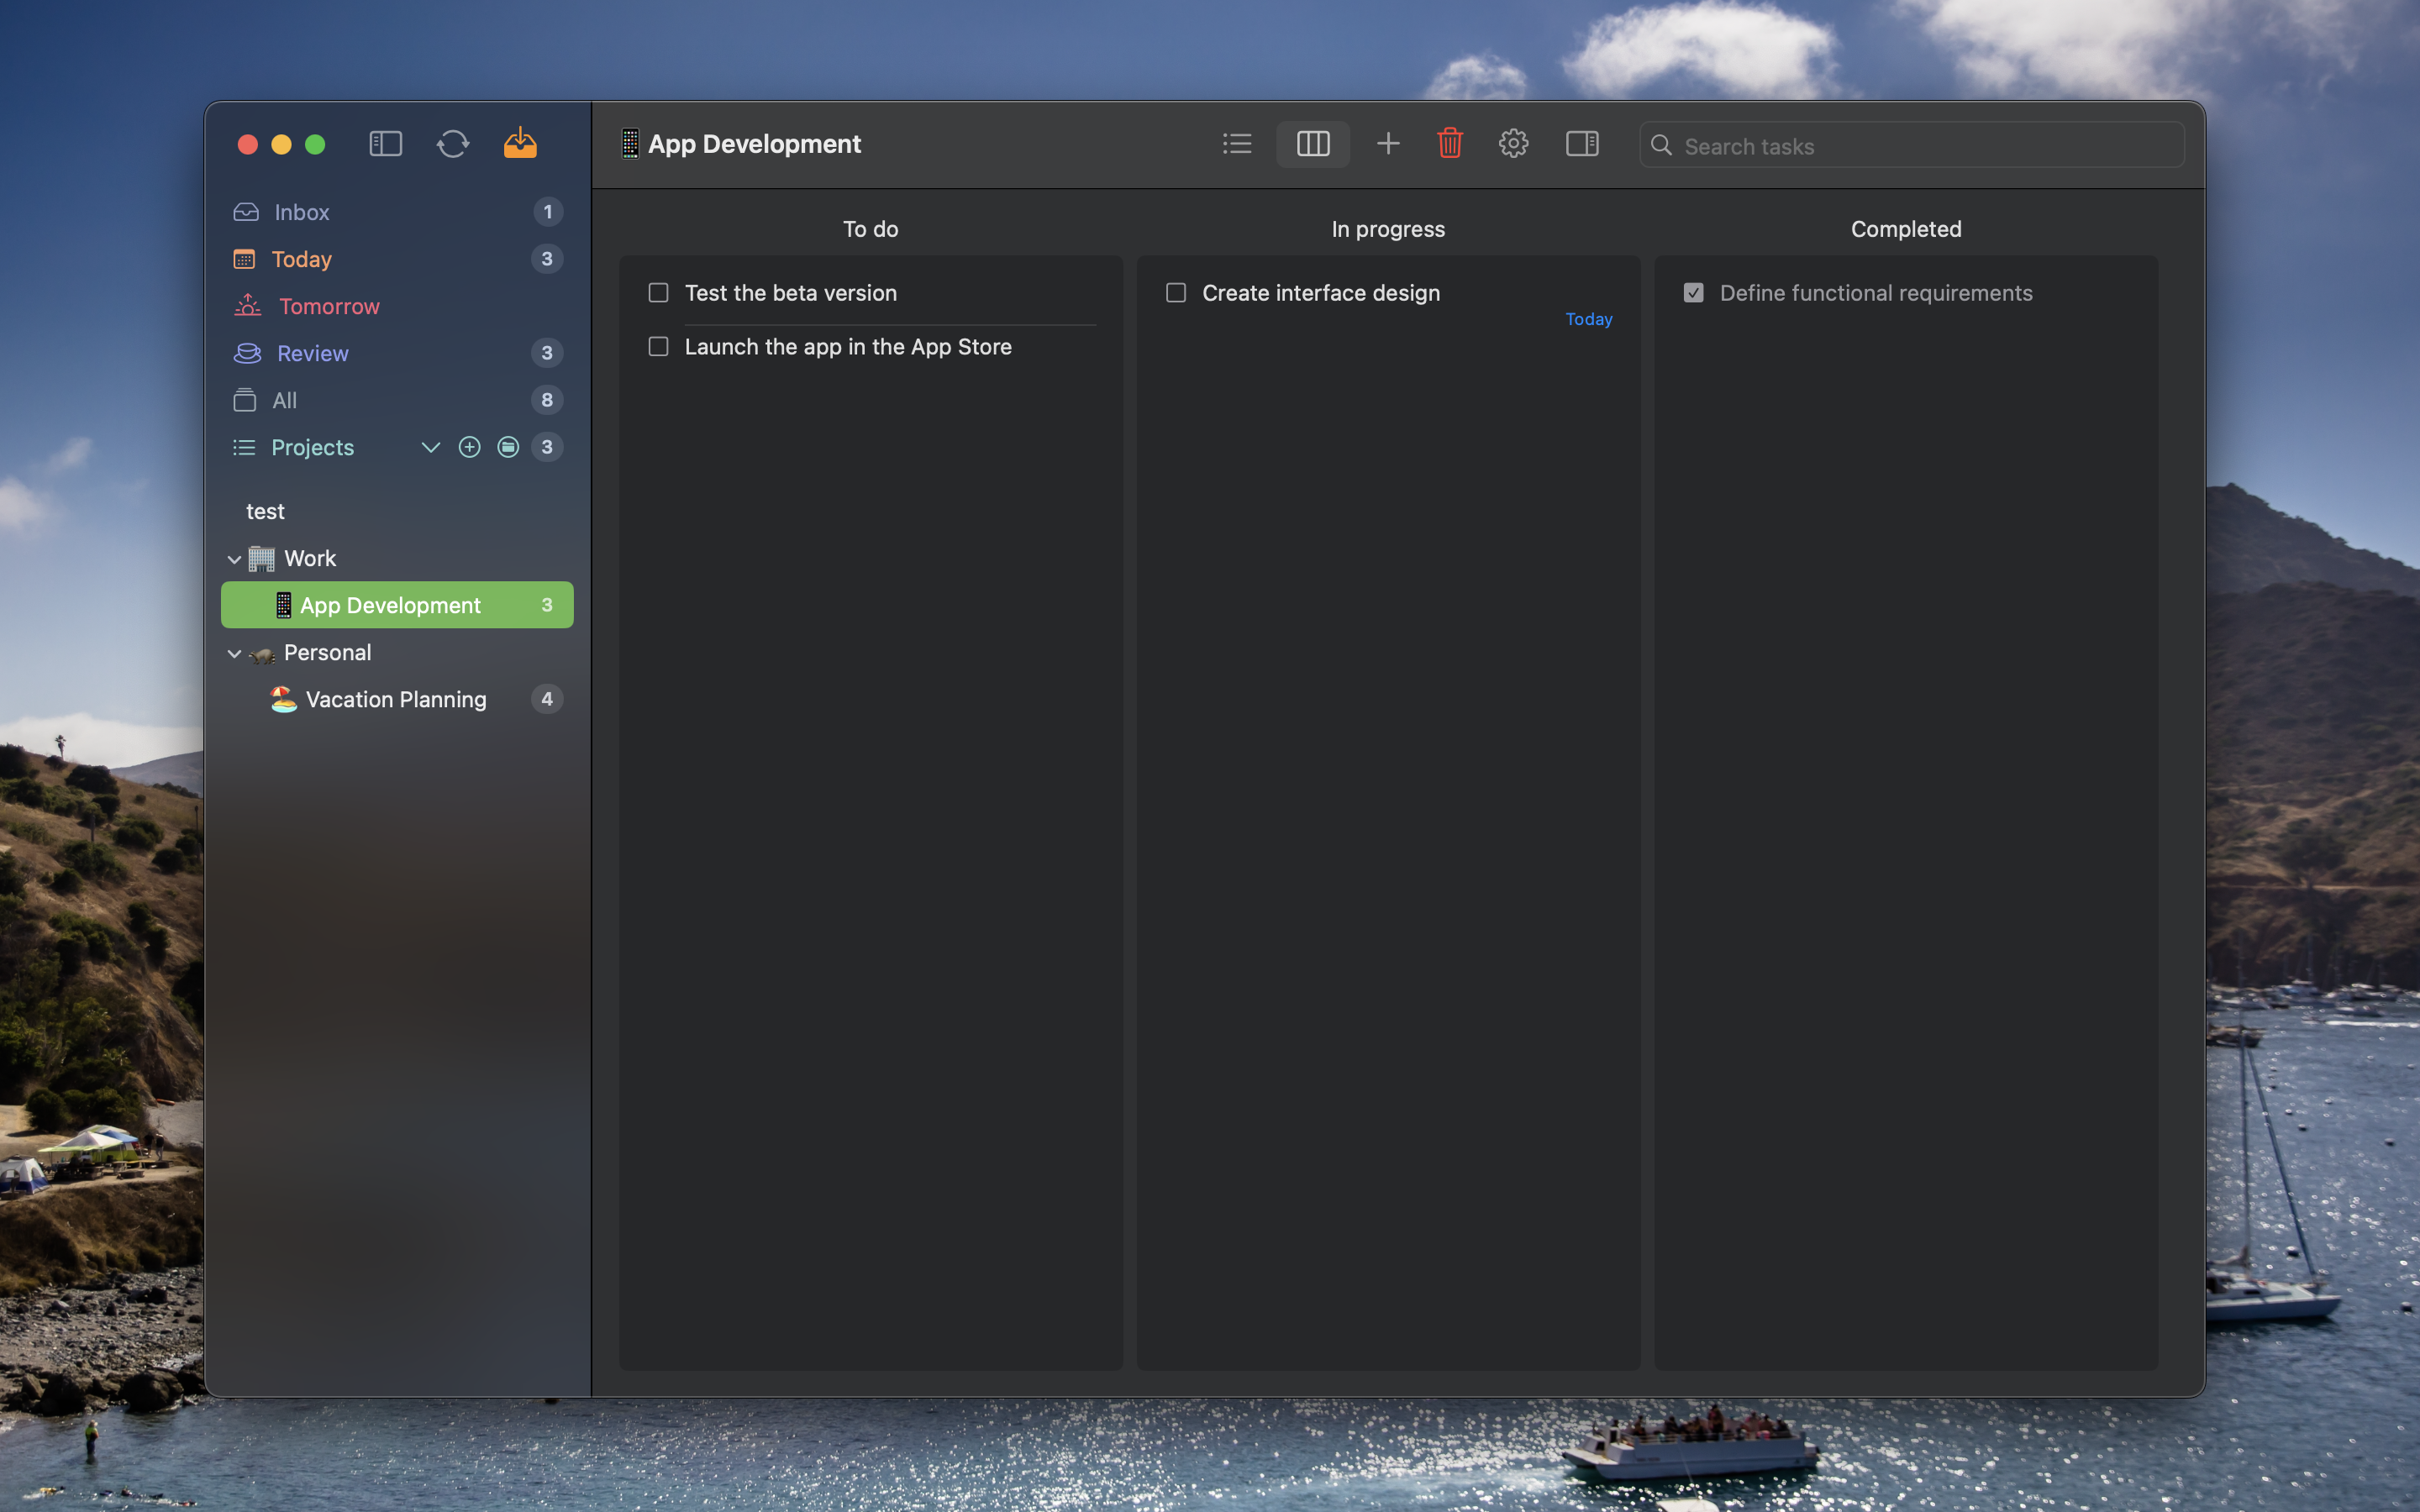 App Development
Search tasks
Inbox 1
Today 3
Tomorrow
Review 3
All 8
Projects 3
test
Work
App Development 3
Personal
Vacation Planning 4
To do
Test the beta version
Launch the app in the App Store
In progress
Create interface design
Today
Completed
Define functional requirements